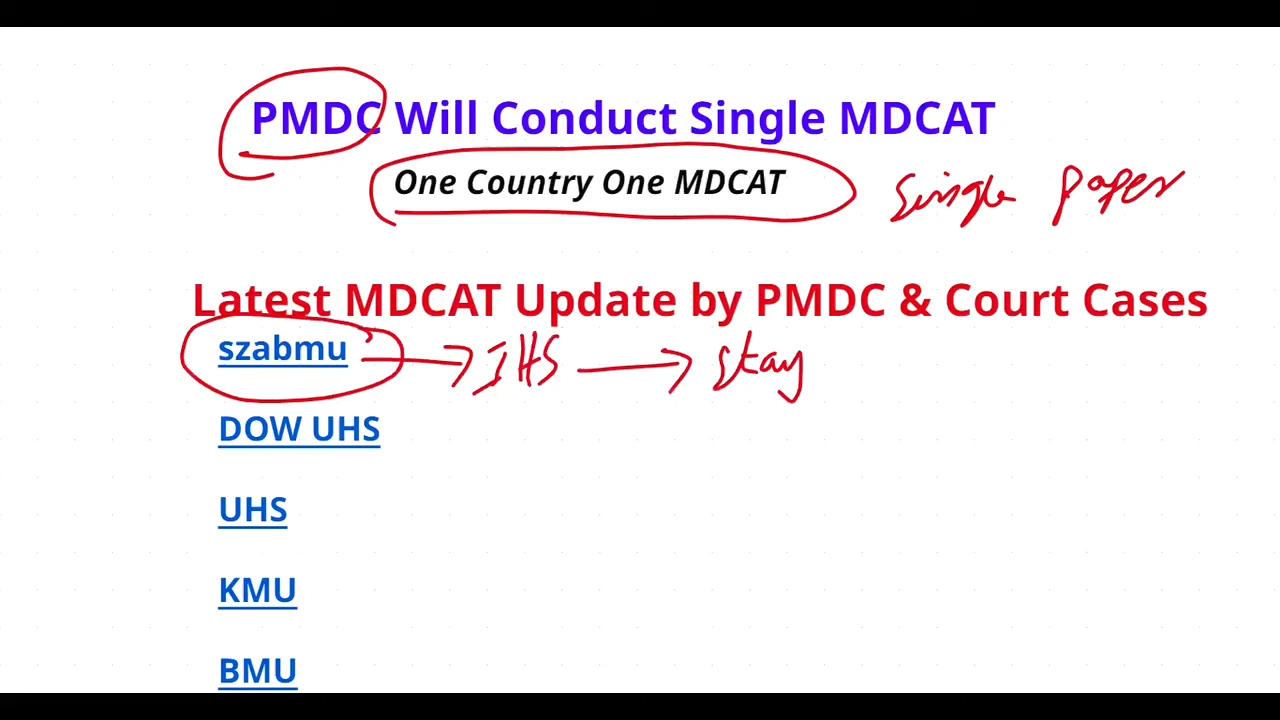 PMDC Will Conduct Single MDCAT
One Country One MDCAT
Single Paper
Latest MDCAT Update by PMDC & Court Cases
szabmu → IHS → stay
DOW UHS
UHS
KMU
BMU